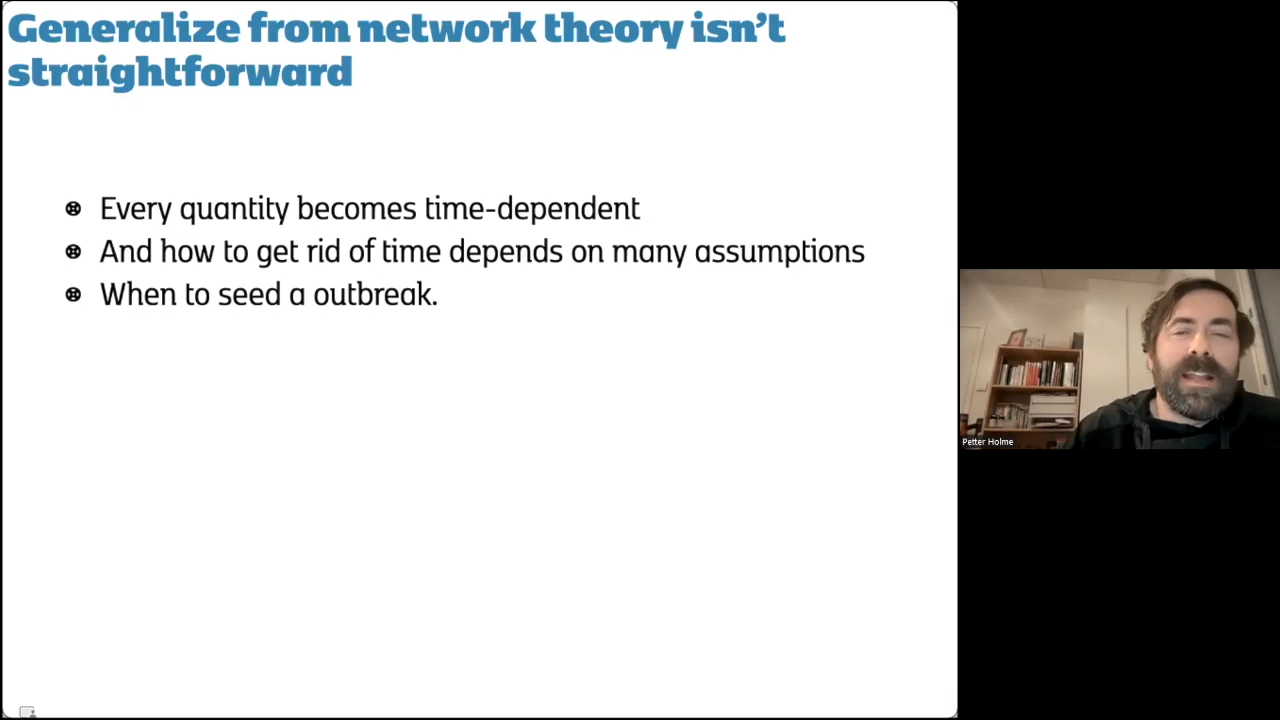 Generalize from network theory isn't
straightforward
Every quantity becomes time-dependent
And how to get rid of time depends on many assumptions
When to seed a outbreak.
Petter Holme